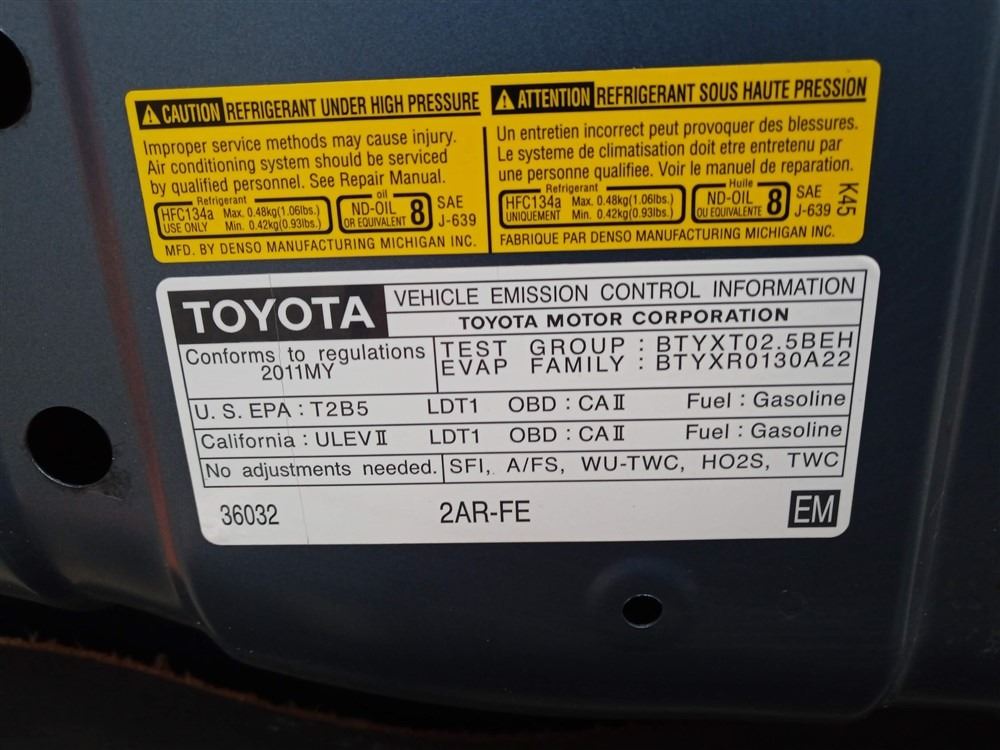 ⚠ CAUTION REFRIGERANT UNDER HIGH PRESSURE
Improper service methods may cause injury.
Air conditioning system should be serviced
by qualified personnel. See Repair Manual.
Refrigerant
HFC134a Max. 0.48kg(1.06lbs.)
USE ONLY Min. 0.42kg(0.93lbs.)
oil
ND-OIL 8
OR EQUIVALENT
SAE
J-639
MFD. BY DENSO MANUFACTURING MICHIGAN INC.
⚠ ATTENTION REFRIGERANT SOUS HAUTE PRESSION
Un entretien incorrect peut provoquer des blessures.
Le systeme de climatisation doit etre entretenu par
une personne qualifiee. Voir le manuel de reparation.
Refrigerant
HFC134a Max. 0.48kg(1.06lbs.)
UNIQUEMENT Min. 0.42kg(0.93lbs.)
Huile
ND-OIL 8
OU EQUIVALENTE
SAE
J-639
K45
FABRIQUE PAR DENSO MANUFACTURING MICHIGAN INC.
TOYOTA
VEHICLE EMISSION CONTROL INFORMATION
TOYOTA MOTOR CORPORATION
Conforms to regulations
2011MY
TEST GROUP : BTYXT02.5BEH
EVAP FAMILY : BTYXR0130A22
U.S. EPA : T2B5 LDT1 OBD : CAII Fuel : Gasoline
California : ULEVII LDT1 OBD : CAII Fuel : Gasoline
No adjustments needed. SFI, A/FS, WU-TWC, HO2S, TWC
36032 2AR-FE EM